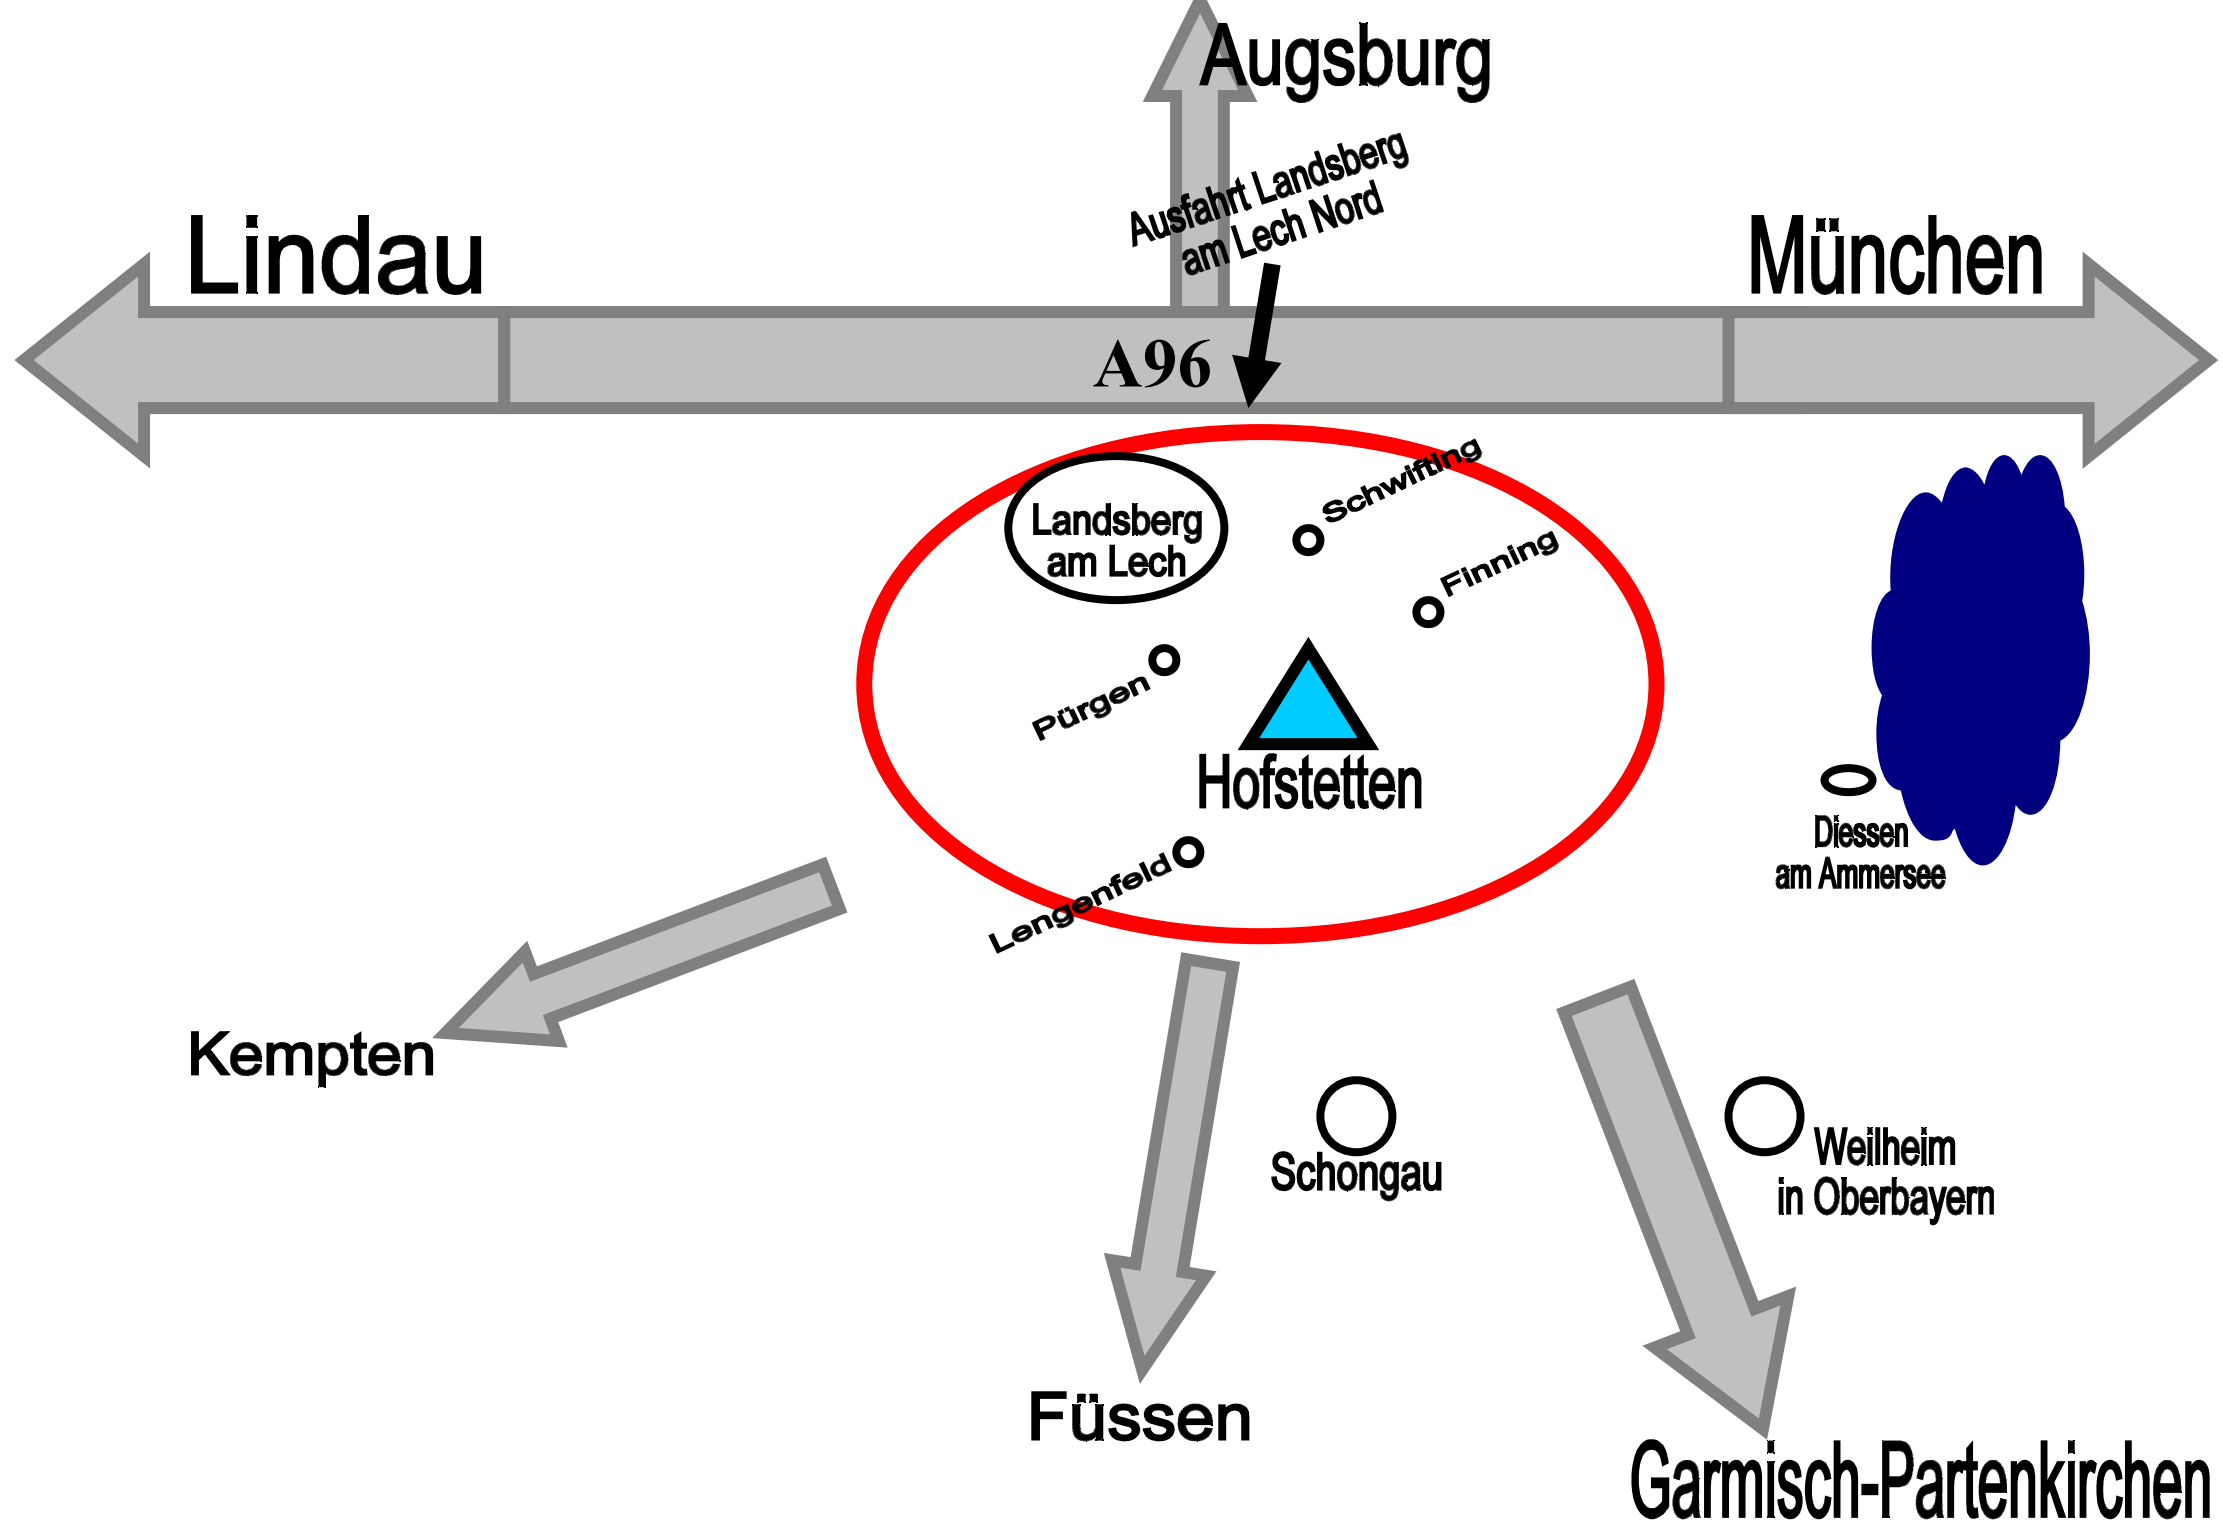 Augsburg
Ausfahrt Landsberg
am Lech Nord
Lindau
München
A96
Schwifting
Landsberg
am Lech
Finning
Pürgen
Hofstetten
Diessen
am Ammersee
Lengenfeld
Kempten
Schongau
Weilheim
in Oberbayern
Füssen
Garmisch-Partenkirchen